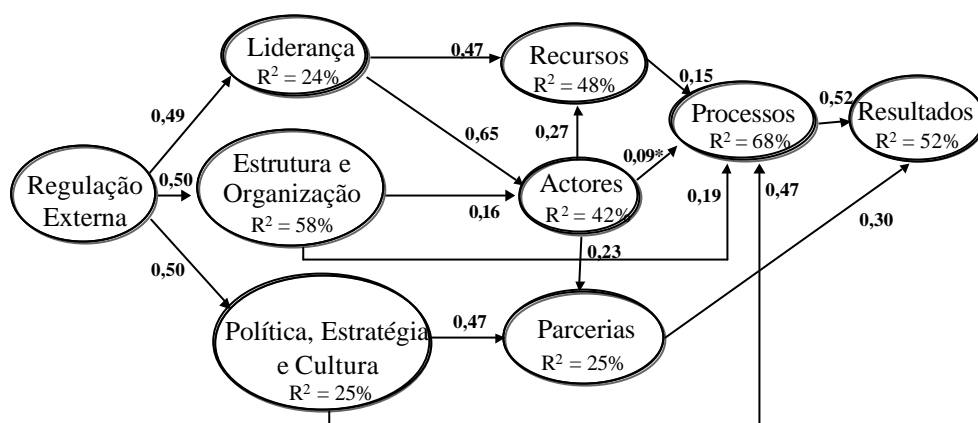 Liderança
R² = 24%
0,47
Recursos
R² = 48%
0,15
Processos
R² = 68%
0,52
Resultados
R² = 52%
0,49
0,65
0,27
0,09*
Regulação
Externa
0,50
Estrutura e
Organização
R² = 58%
0,16
Actores
R² = 42%
0,19
0,47
0,30
0,50
0,23
Política, Estratégia
e Cultura
R² = 25%
0,47
Parcerias
R² = 25%